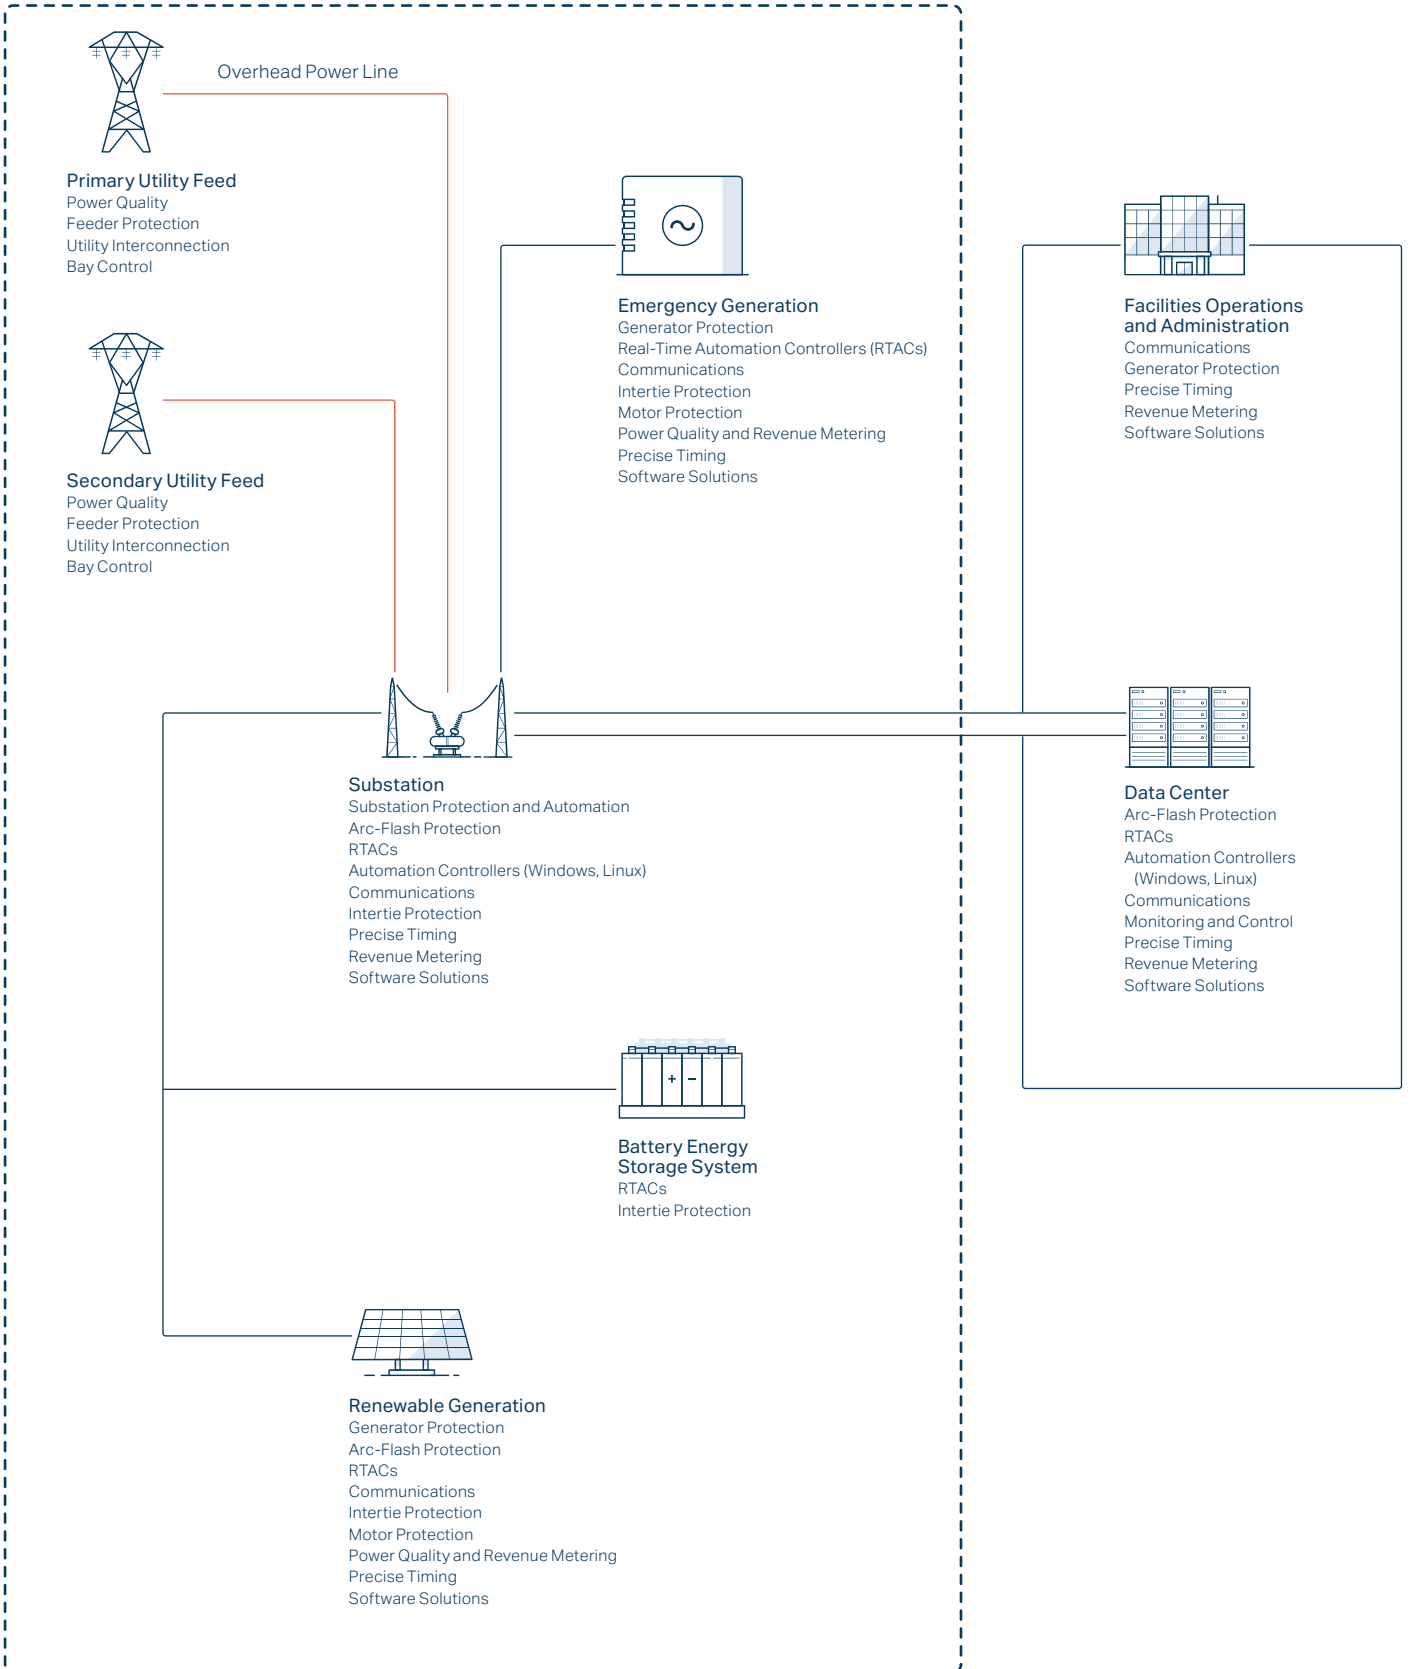 Overhead Power Line
Primary Utility Feed
Power Quality
Feeder Protection
Utility Interconnection
Bay Control
Secondary Utility Feed
Power Quality
Feeder Protection
Utility Interconnection
Bay Control
Emergency Generation
Generator Protection
Real-Time Automation Controllers (RTACs)
Communications
Intertie Protection
Motor Protection
Power Quality and Revenue Metering
Precise Timing
Software Solutions
Facilities Operations
and Administration
Communications
Generator Protection
Precise Timing
Revenue Metering
Software Solutions
Substation
Substation Protection and Automation
Arc-Flash Protection
RTACs
Automation Controllers (Windows, Linux)
Communications
Intertie Protection
Precise Timing
Revenue Metering
Software Solutions
Data Center
Arc-Flash Protection
RTACs
Automation Controllers
(Windows, Linux)
Communications
Monitoring and Control
Precise Timing
Revenue Metering
Software Solutions
+ −
Battery Energy
Storage System
RTACs
Intertie Protection
Renewable Generation
Generator Protection
Arc-Flash Protection
RTACs
Communications
Intertie Protection
Motor Protection
Power Quality and Revenue Metering
Precise Timing
Software Solutions